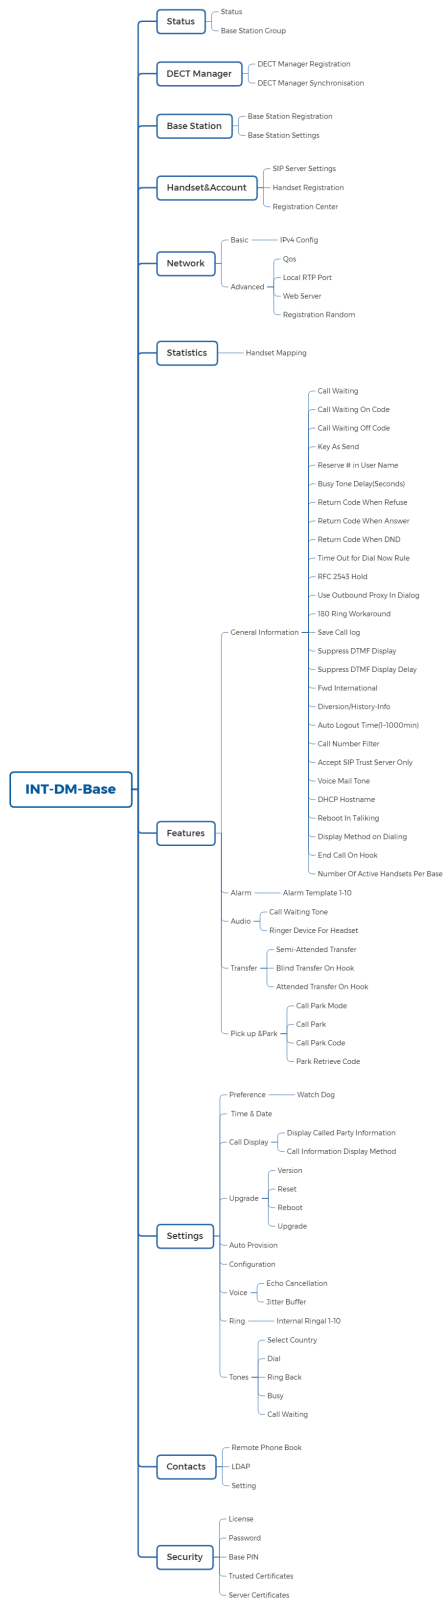 Status
Status
Base Station Group
DECT Manager
DECT Manager Registration
DECT Manager Synchronisation
Base Station
Base Station Registration
Base Station Settings
Handset&Account
SIP Server Settings
Handset Registration
Registration Center
Network
Basic
IPv4 Config
Advanced
Qos
Local RTP Port
Web Server
Registration Random
Statistics
Handset Mapping
INT-DM-Base
Features
General Information
Call Waiting
Call Waiting On Code
Call Waiting Off Code
Key As Send
Reserve # in User Name
Busy Tone Delay(Seconds)
Return Code When Refuse
Return Code When Answer
Return Code When DND
Time Out for Dial Now Rule
RFC 2543 Hold
Use Outbound Proxy In Dialog
180 Ring Workaround
Save Call log
Suppress DTMF Display
Suppress DTMF Display Delay
Fwd International
Diversion/History-Info
Auto Logout Time(1~1000min)
Call Number Filter
Accept SIP Trust Server Only
Voice Mail Tone
DHCP Hostname
Reboot In Taliking
Display Method on Dialing
End Call On Hook
Number Of Active Handsets Per Base
Alarm
Alarm Template 1-10
Audio
Call Waiting Tone
Ringer Device For Headset
Transfer
Semi-Attended Transfer
Blind Transfer On Hook
Attended Transfer On Hook
Pick up &Park
Call Park Mode
Call Park
Call Park Code
Park Retrieve Code
Settings
Preference
Watch Dog
Time & Date
Call Display
Display Called Party Information
Call Information Display Method
Upgrade
Version
Reset
Reboot
Upgrade
Auto Provision
Configuration
Voice
Echo Cancellation
Jitter Buffer
Ring
Internal Ringal 1-10
Tones
Select Country
Dial
Ring Back
Busy
Call Waiting
Contacts
Remote Phone Book
LDAP
Setting
Security
License
Password
Base PIN
Trusted Certificates
Server Certificates